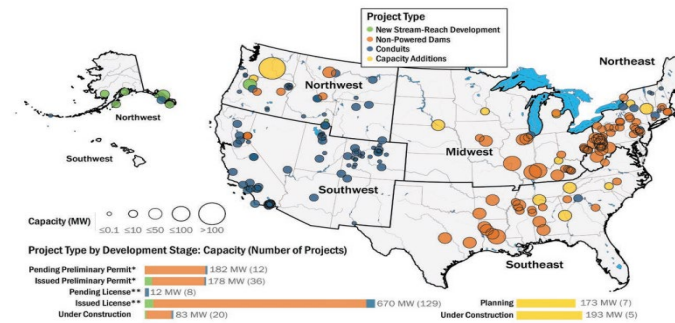 Project Type
New Stream-Reach Development
Non-Powered Dams
Conduits
Capacity Additions
Northeast
Northwest
Northwest
Southwest
Midwest
Southwest
Southeast
Capacity (MW)
≤0.1 ≤10 ≤50 ≤100 >100
Project Type by Development Stage: Capacity (Number of Projects)
Pending Preliminary Permit* 182 MW (12)
Issued Preliminary Permit* 178 MW (36)
Pending License** 12 MW (8)
Issued License** 670 MW (129)
Under Construction 83 MW (20)
Planning 173 MW (7)
Under Construction 193 MW (5)